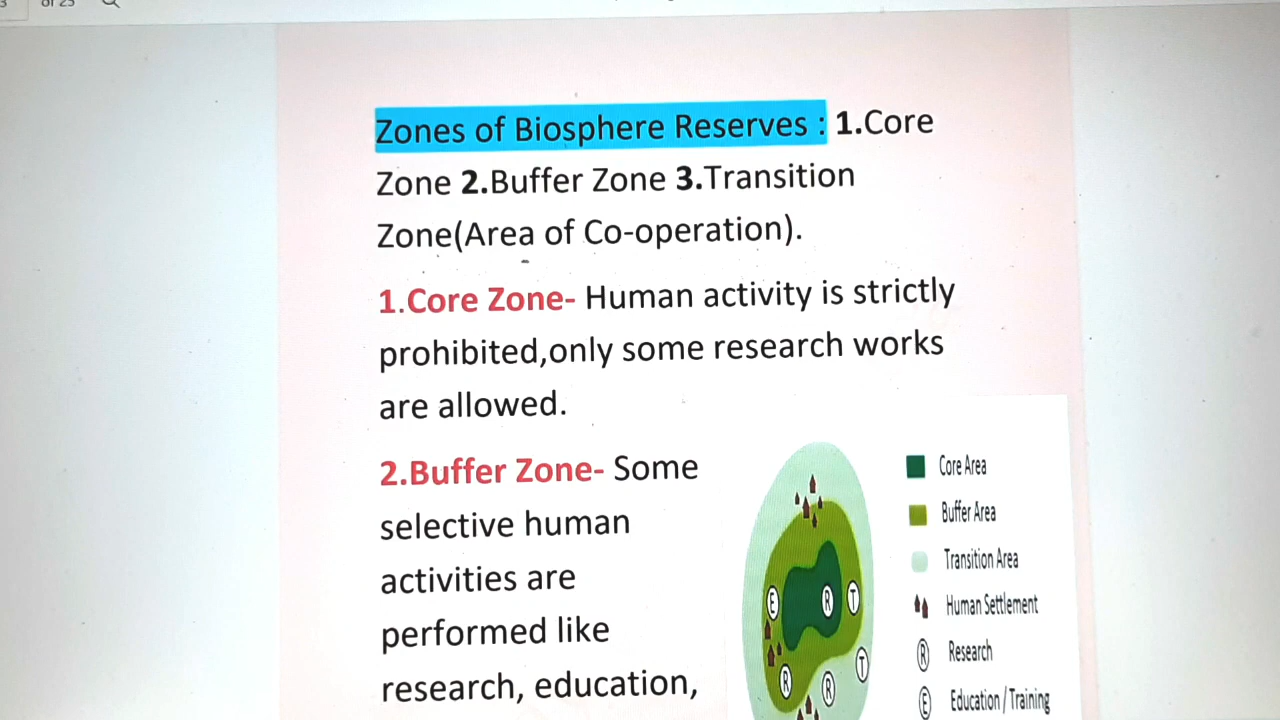 of 23
Zones of Biosphere Reserves : 1.Core
Zone 2.Buffer Zone 3.Transition
Zone(Area of Co-operation).
1.Core Zone- Human activity is strictly
prohibited,only some research works
are allowed.
2.Buffer Zone- Some
selective human
activities are
performed like
research, education,
Core Area
Buffer Area
Transition Area
Human Settlement
R Research
E Education / Training
E R T
T
R R